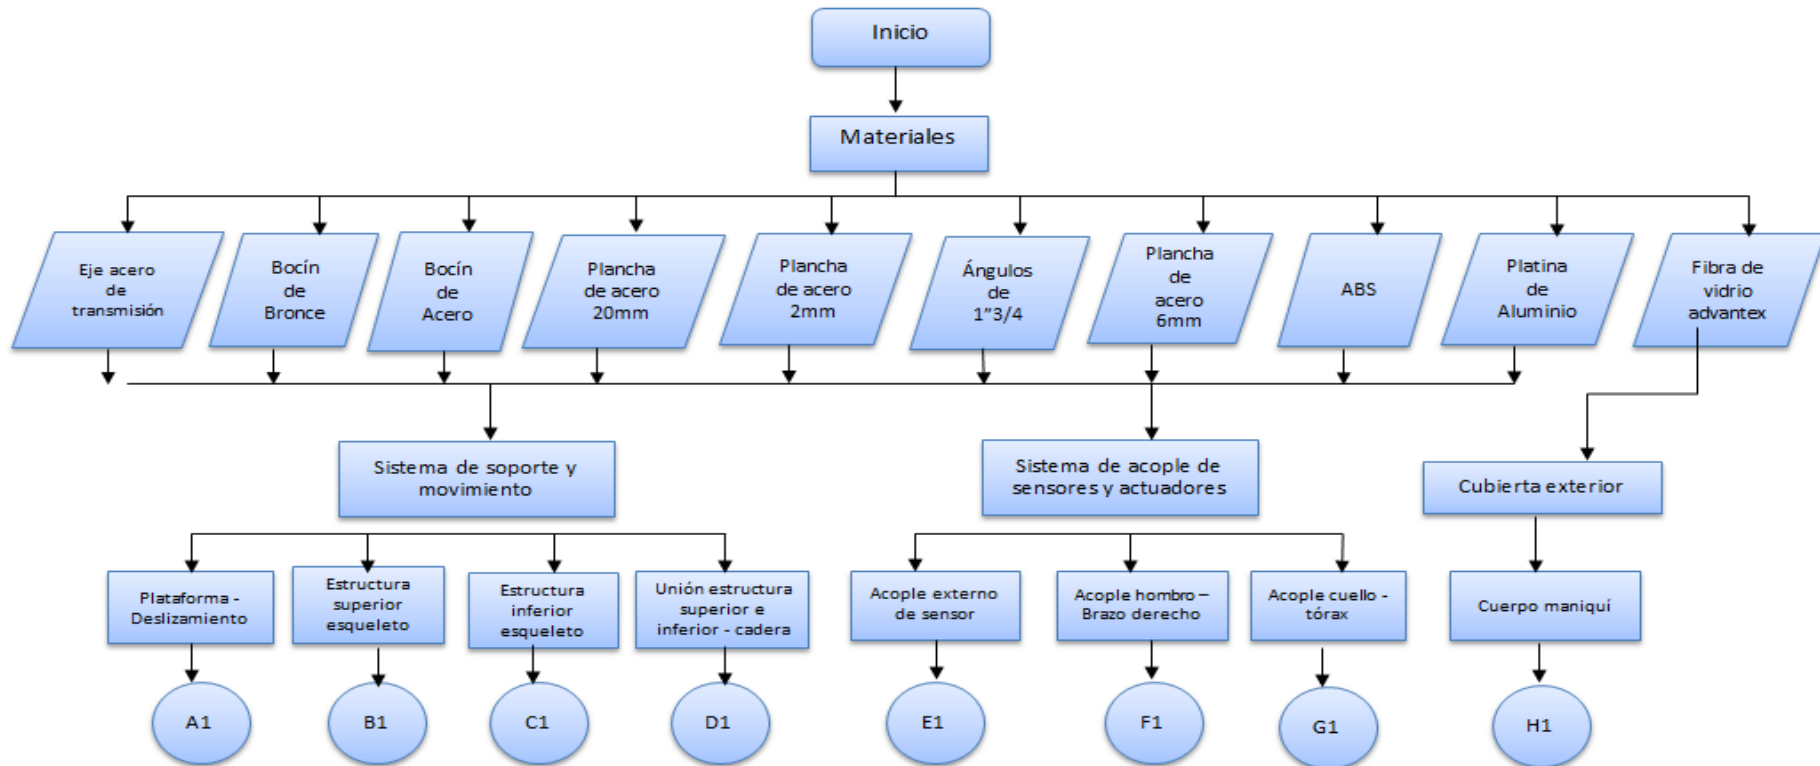 Inicio
Materiales
Eje acero
de
transmisión
Bocín
de
Bronce
Bocín
de
Acero
Plancha
de acero
20mm
Plancha
de acero
2mm
Ángulos
de
1"3/4
Plancha
de
acero
6mm
ABS
Platina
de
Aluminio
Fibra de
vidrio
advantex
Sistema de soporte y
movimiento
Sistema de acople de
sensores y actuadores
Cubierta exterior
Plataforma -
Deslizamiento
Estructura
superior
esqueleto
Estructura
inferior
esqueleto
Unión estructura
superior e
inferior - cadera
Acople externo
de sensor
Acople hombro –
Brazo derecho
Acople cuello -
tórax
Cuerpo maniquí
A1
B1
C1
D1
E1
F1
G1
H1